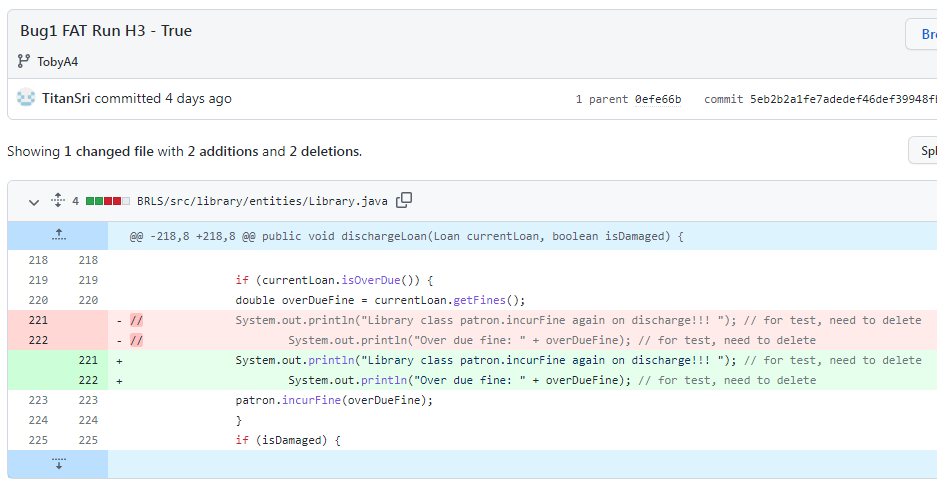 Bug1 FAT Run H3 - True
Bro
TobyA4
TitanSri committed 4 days ago
1 parent 0efe66b commit 5eb2b2a1fe7adedef46def39948f
Showing 1 changed file with 2 additions and 2 deletions.
Spl
4 BRLS/src/library/entities/Library.java
@@ -218,8 +218,8 @@ public void dischargeLoan(Loan currentLoan, boolean isDamaged) {
218 218
219 219 if (currentLoan.isOverDue()) {
220 220 double overDueFine = currentLoan.getFines();
221 - // System.out.println("Library class patron.incurFine again on discharge!!! "); // for test, need to delete
222 - // System.out.println("Over due fine: " + overDueFine); // for test, need to delete
221 + System.out.println("Library class patron.incurFine again on discharge!!! "); // for test, need to delete
222 + System.out.println("Over due fine: " + overDueFine); // for test, need to delete
223 223 patron.incurFine(overDueFine);
224 224 }
225 225 if (isDamaged) {